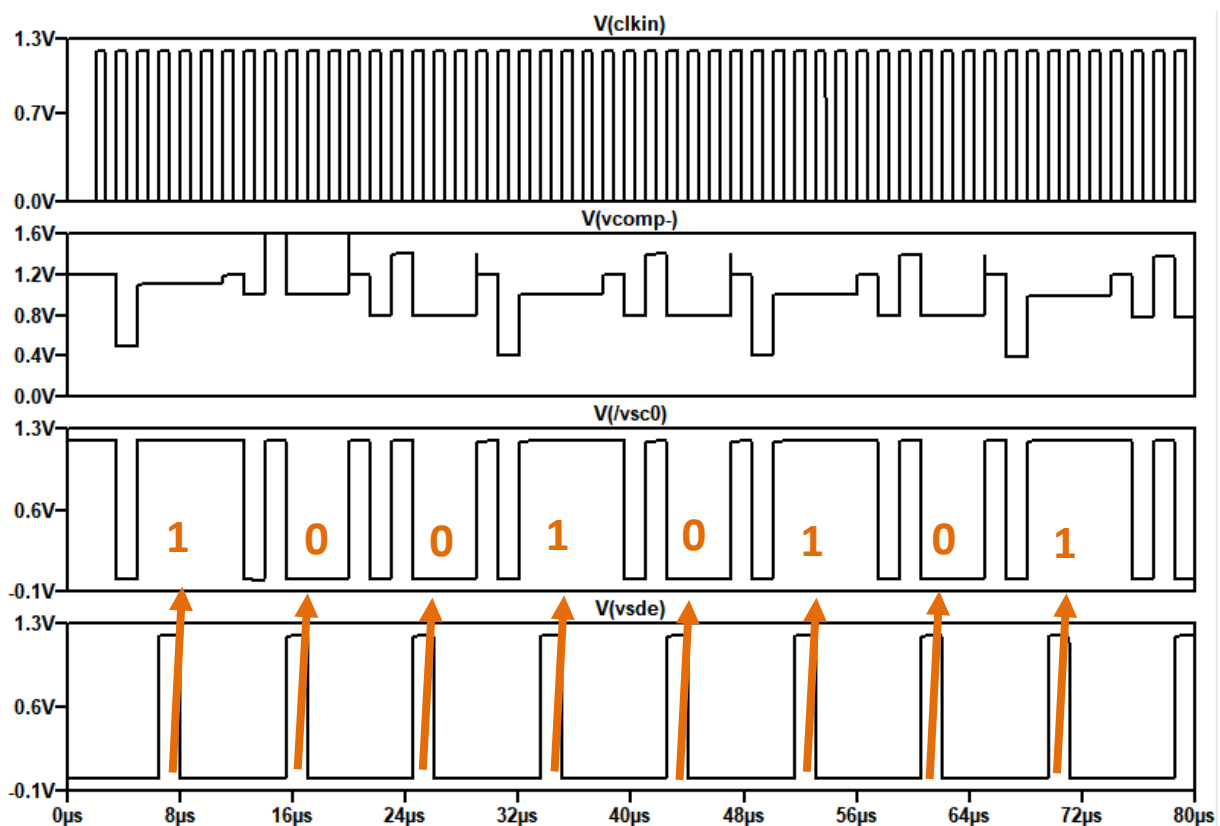 V(clkin)
1.3V
0.7V
0.0V
V(vcomp-)
1.6V
1.2V
0.8V
0.4V
0.0V
V(/vsc0)
1.3V
0.6V
-0.1V
1 0 0 1 0 1 0 1
V(vsde)
1.3V
0.6V
-0.1V
0µs 8µs 16µs 24µs 32µs 40µs 48µs 56µs 64µs 72µs 80µs